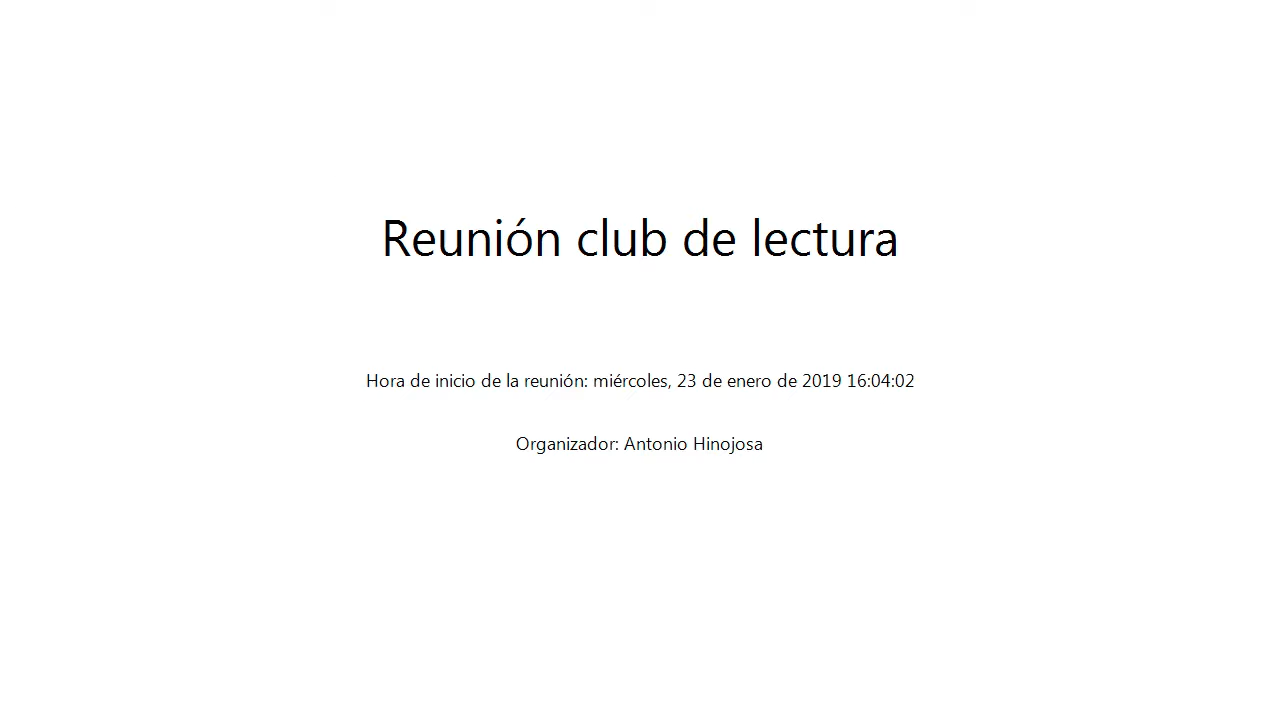 Reunión club de lectura
Hora de inicio de la reunión: miércoles, 23 de enero de 2019 16:04:02
Organizador: Antonio Hinojosa